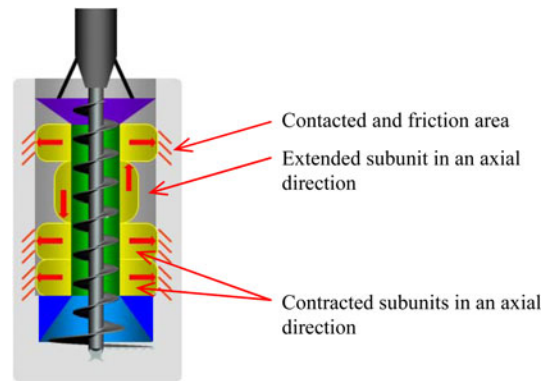 Contacted and friction area
Extended subunit in an axial
direction
Contracted subunits in an axial
direction